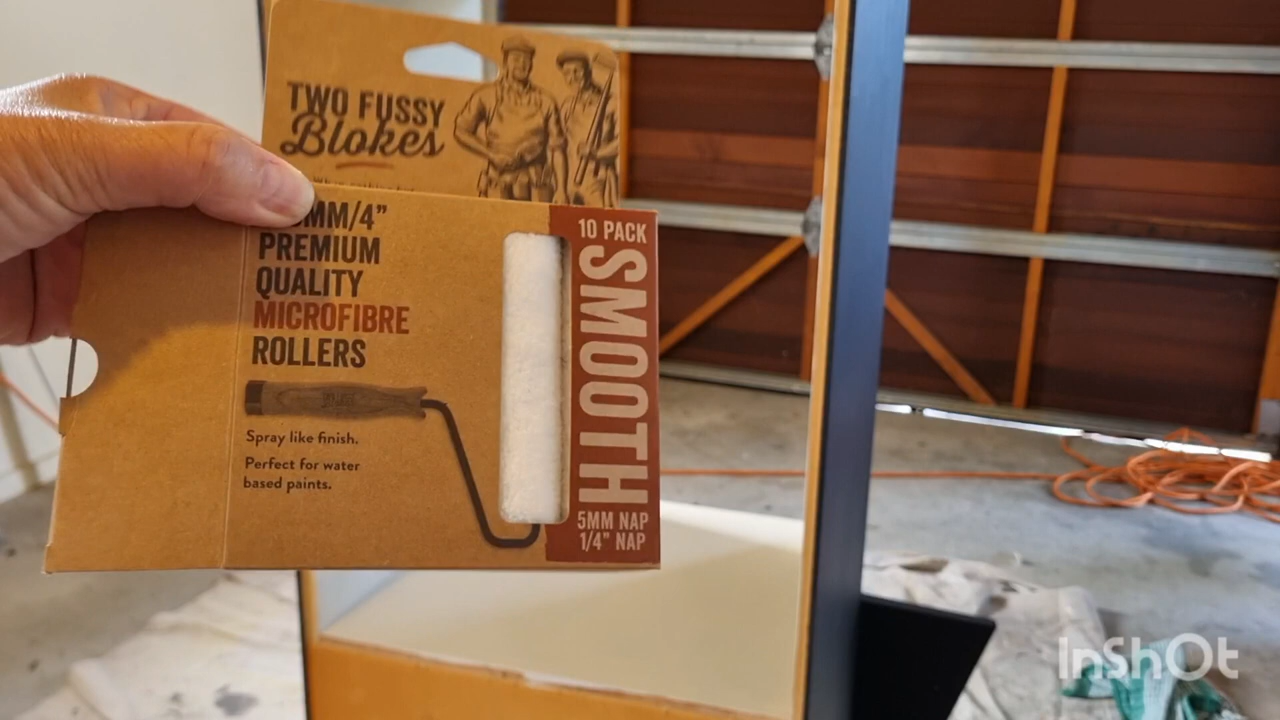 TWO FUSSY
Blokes
MM/4”
PREMIUM
QUALITY
MICROFIBRE
ROLLERS
Spray like finish.
Perfect for water
based paints.
10 PACK
SMOOTH
5MM NAP
1/4” NAP
InShOt